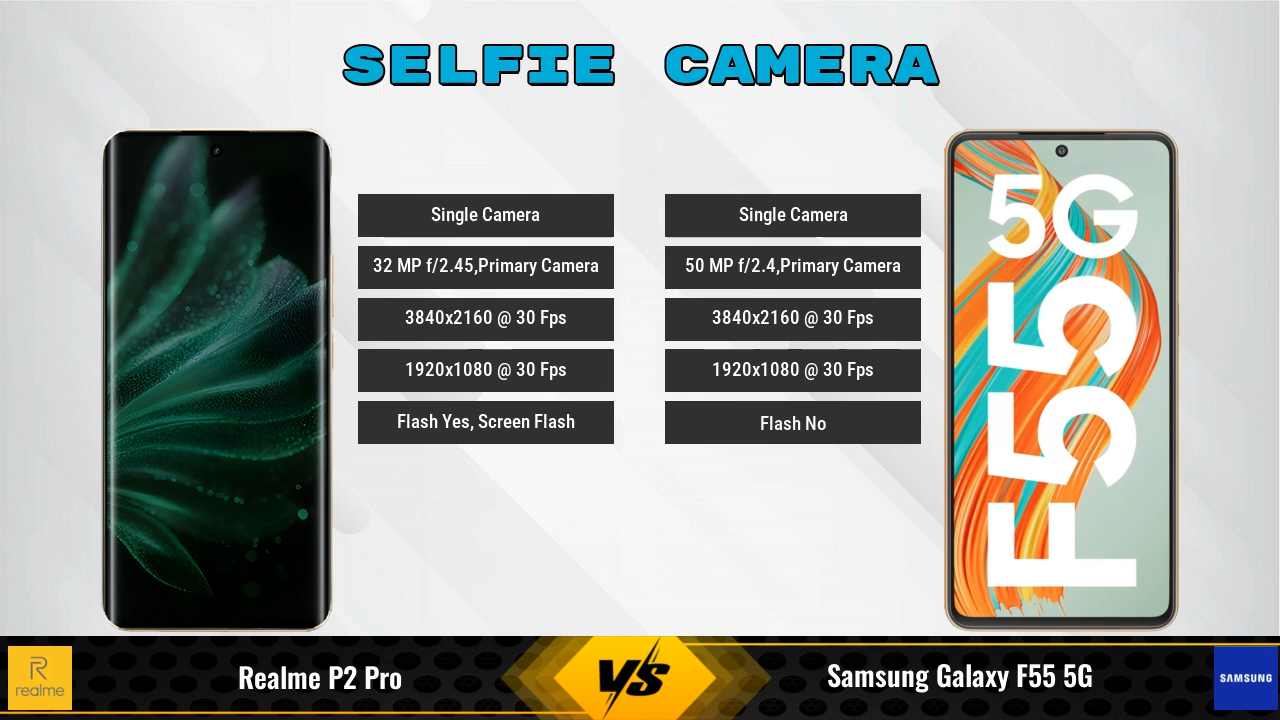 SELFIE CAMERA
Single Camera
32 MP f/2.45,Primary Camera
3840x2160 @ 30 Fps
1920x1080 @ 30 Fps
Flash Yes, Screen Flash
Single Camera
50 MP f/2.4,Primary Camera
3840x2160 @ 30 Fps
1920x1080 @ 30 Fps
Flash No
F55 5G
R
realme
Realme P2 Pro
VS
Samsung Galaxy F55 5G
SAMSUNG